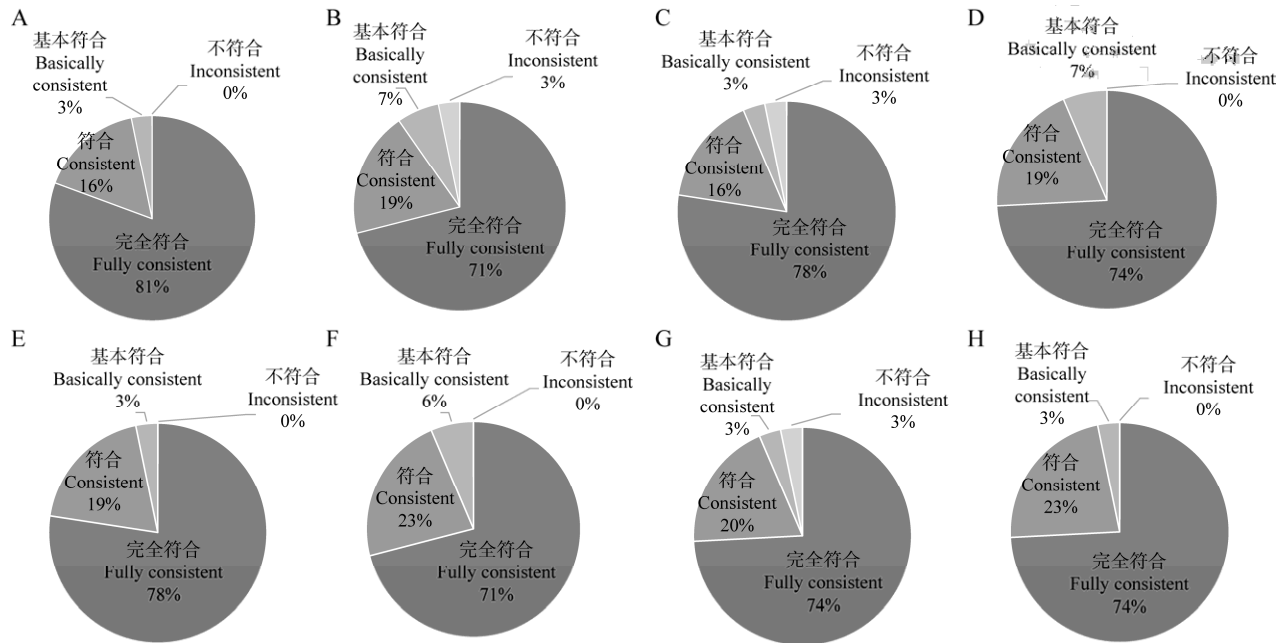 A
基本符合
Basically
consistent
3%
不符合
Inconsistent
0%
符合
Consistent
16%
完全符合
Fully consistent
81%
B
基本符合
Basically
consistent
7%
不符合
Inconsistent
3%
符合
Consistent
19%
完全符合
Fully consistent
71%
C
基本符合
Basically consistent
3%
不符合
Inconsistent
3%
符合
Consistent
16%
完全符合
Fully consistent
78%
D
基本符合
Basically consistent
7%
不符合
Inconsistent
0%
符合
Consistent
19%
完全符合
Fully consistent
74%
E
基本符合
Basically consistent
3%
不符合
Inconsistent
0%
符合
Consistent
19%
完全符合
Fully consistent
78%
F
基本符合
Basically consistent
6%
不符合
Inconsistent
0%
符合
Consistent
23%
完全符合
Fully consistent
71%
G
基本符合
Basically
consistent
3%
不符合
Inconsistent
3%
符合
Consistent
20%
完全符合
Fully consistent
74%
H
基本符合
Basically
consistent
3%
不符合
Inconsistent
0%
符合
Consistent
23%
完全符合
Fully consistent
74%